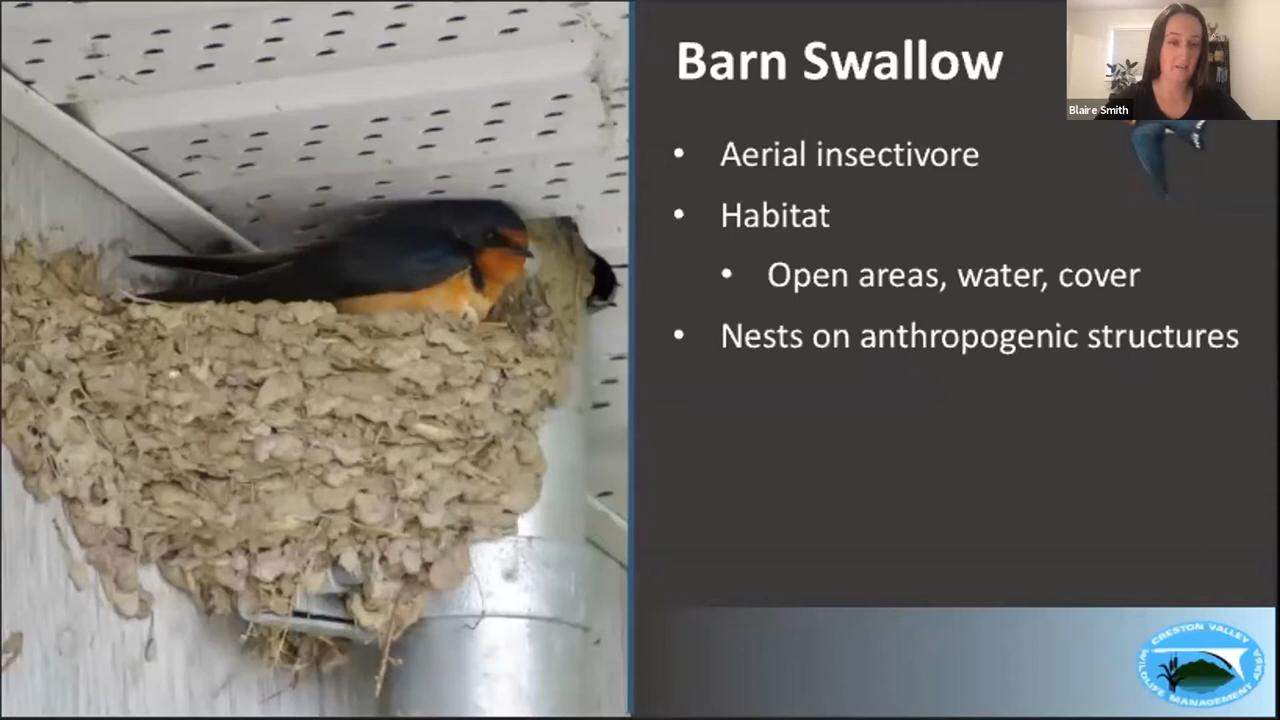 Barn Swallow
Blaire Smith
• Aerial insectivore
• Habitat
• Open areas, water, cover
• Nests on anthropogenic structures
CRESTON VALLEY
WILDLIFE MANAGEMENT AREA